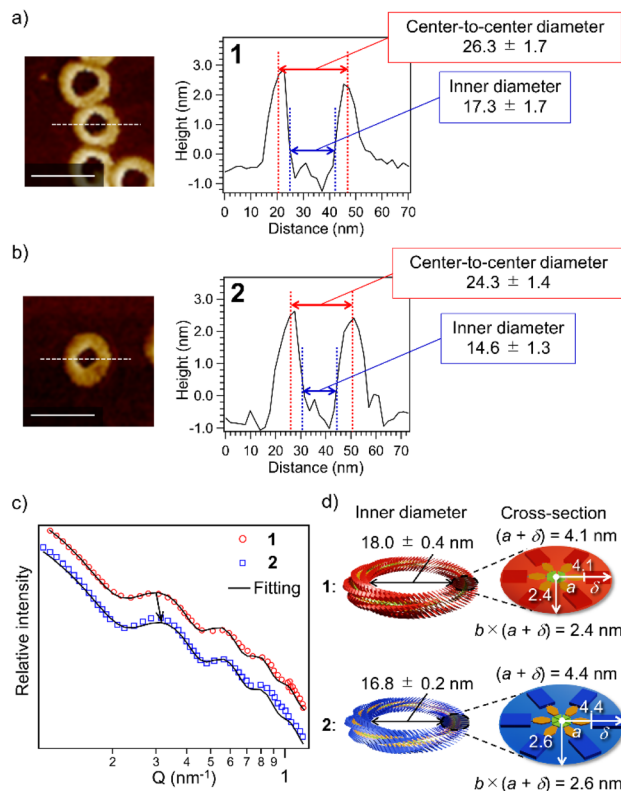 a)
1
Center-to-center diameter
26.3 ± 1.7
Inner diameter
17.3 ± 1.7
Height (nm)
3.0
2.0
1.0
0.0
-1.0
0 10 20 30 40 50 60 70
Distance (nm)
b)
2
Center-to-center diameter
24.3 ± 1.4
Inner diameter
14.6 ± 1.3
Height (nm)
3.0
2.0
1.0
0.0
-1.0
0 10 20 30 40 50 60 70
Distance (nm)
c)
1
2
Fitting
Relative intensity
2 3 4 5 6 7 8 9 1
Q (nm⁻¹)
d)
Inner diameter
Cross-section
18.0 ± 0.4 nm
(a + δ) = 4.1 nm
1:
4.1
2.4
a
δ
b × (a + δ) = 2.4 nm
16.8 ± 0.2 nm
(a + δ) = 4.4 nm
2:
4.4
2.6
a
δ
b × (a + δ) = 2.6 nm